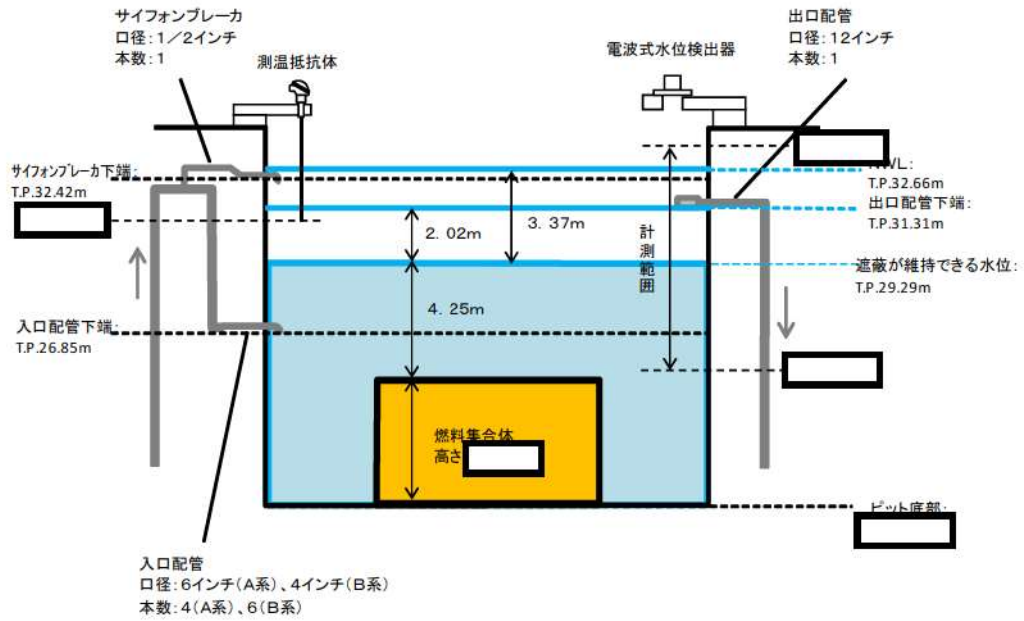 サイフォンブレーカ
口径:1/2インチ
本数:1
測温抵抗体
電波式水位検出器
出口配管
口径:12インチ
本数:1
サイフォンブレーカ下端:
T.P.32.42m
WL:
T.P.32.66m
出口配管下端:
T.P.31.31m
2.02m
3.37m
計測範囲
遮蔽が維持できる水位:
T.P.29.29m
4.25m
入口配管下端:
T.P.26.85m
燃料集合体
高さ
ピット底部:
入口配管
口径:6インチ(A系)、4インチ(B系)
本数:4(A系)、6(B系)